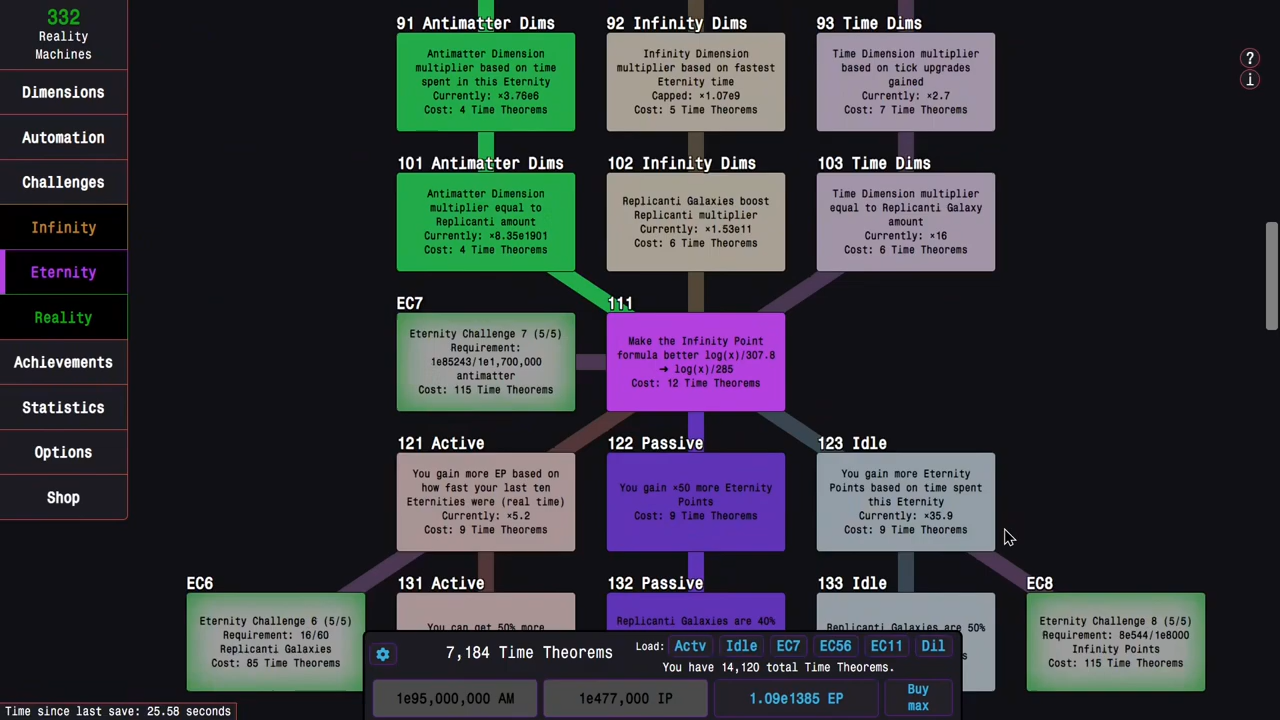 332
Reality
Machines
Dimensions
Automation
Challenges
Infinity
Eternity
Reality
Achievements
Statistics
Options
Shop
91 Antimatter Dims
Antimatter Dimension
multiplier based on time
spent in this Eternity
Currently: ×3.76e6
Cost: 4 Time Theorems
92 Infinity Dims
Infinity Dimension
multiplier based on fastest
Eternity time
Capped: ×1.07e9
Cost: 5 Time Theorems
93 Time Dims
Time Dimension multiplier
based on tick upgrades
gained
Currently: ×2.7
Cost: 7 Time Theorems
?
i
101 Antimatter Dims
Antimatter Dimension
multiplier equal to
Replicanti amount
Currently: ×8.35e1901
Cost: 4 Time Theorems
102 Infinity Dims
Replicanti Galaxies boost
Replicanti multiplier
Currently: ×1.53e11
Cost: 6 Time Theorems
103 Time Dims
Time Dimension multiplier
equal to Replicanti Galaxy
amount
Currently: ×16
Cost: 6 Time Theorems
EC7
Eternity Challenge 7 (5/5)
Requirement:
1e85243/1e1,700,000
antimatter
Cost: 115 Time Theorems
111
Make the Infinity Point
formula better log(x)/307.8
➜ log(x)/285
Cost: 12 Time Theorems
121 Active
You gain more EP based on
how fast your last ten
Eternities were (real time)
Currently: ×5.2
Cost: 9 Time Theorems
122 Passive
You gain ×50 more Eternity
Points
Cost: 9 Time Theorems
123 Idle
You gain more Eternity
Points based on time spent
this Eternity
Currently: ×35.9
Cost: 9 Time Theorems
EC6
Eternity Challenge 6 (5/5)
Requirement: 16/60
Replicanti Galaxies
Cost: 85 Time Theorems
131 Active
You can get 50% more
132 Passive
Replicanti Galaxies are 40%
133 Idle
Replicanti Galaxies are 50%
EC8
Eternity Challenge 8 (5/5)
Requirement: 8e544/1e8000
Infinity Points
Cost: 115 Time Theorems
7,184 Time Theorems
Load: Actv Idle EC7 EC56 EC11 Dil
You have 14,120 total Time Theorems.
1e95,000,000 AM
1e477,000 IP
1.09e1385 EP
Buy
max
Time since last save: 25.58 seconds